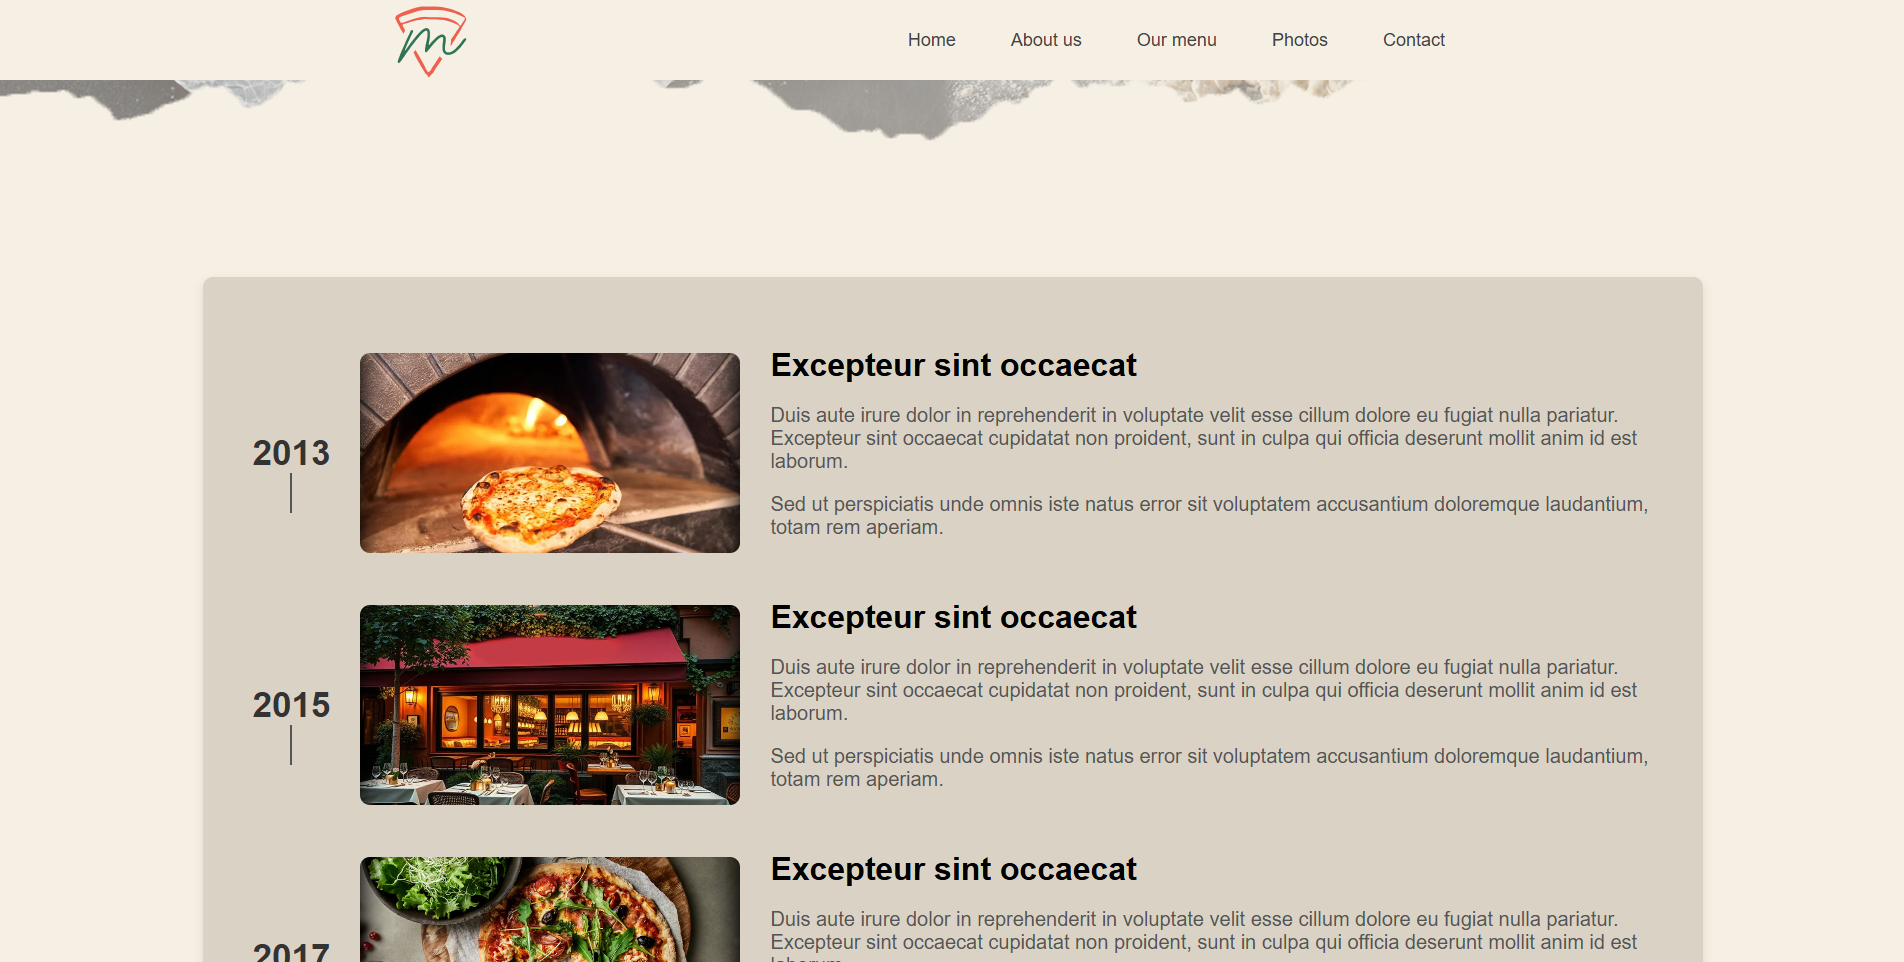 m
Home About us Our menu Photos Contact
2013
Excepteur sint occaecat
Duis aute irure dolor in reprehenderit in voluptate velit esse cillum dolore eu fugiat nulla pariatur.
Excepteur sint occaecat cupidatat non proident, sunt in culpa qui officia deserunt mollit anim id est
laborum.
Sed ut perspiciatis unde omnis iste natus error sit voluptatem accusantium doloremque laudantium,
totam rem aperiam.
2015
Excepteur sint occaecat
Duis aute irure dolor in reprehenderit in voluptate velit esse cillum dolore eu fugiat nulla pariatur.
Excepteur sint occaecat cupidatat non proident, sunt in culpa qui officia deserunt mollit anim id est
laborum.
Sed ut perspiciatis unde omnis iste natus error sit voluptatem accusantium doloremque laudantium,
totam rem aperiam.
2017
Excepteur sint occaecat
Duis aute irure dolor in reprehenderit in voluptate velit esse cillum dolore eu fugiat nulla pariatur.
Excepteur sint occaecat cupidatat non proident, sunt in culpa qui officia deserunt mollit anim id est